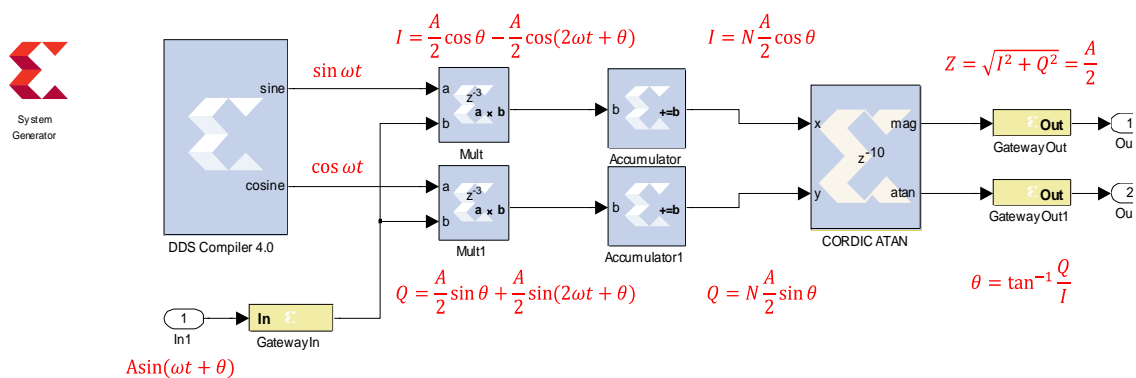 System
Generator
sine
sin ωt
cosine
cos ωt
DDS Compiler 4.0
I = A/2 cos θ − A/2 cos(2ωt + θ)
a
b
z⁻³
a x b
Mult
a
b
z⁻³
a x b
Mult1
Q = A/2 sin θ + A/2 sin(2ωt + θ)
b
+=b
Accumulator
b
+=b
Accumulator1
I = N A/2 cos θ
Q = N A/2 sin θ
x
y
mag
atan
z⁻¹⁰
CORDIC ATAN
Z = √(I² + Q²) = A/2
Out
GatewayOut
1
Ou
Out
GatewayOut1
2
Ou
θ = tan⁻¹ Q/I
1
In1
In
GatewayIn
Asin(ωt + θ)